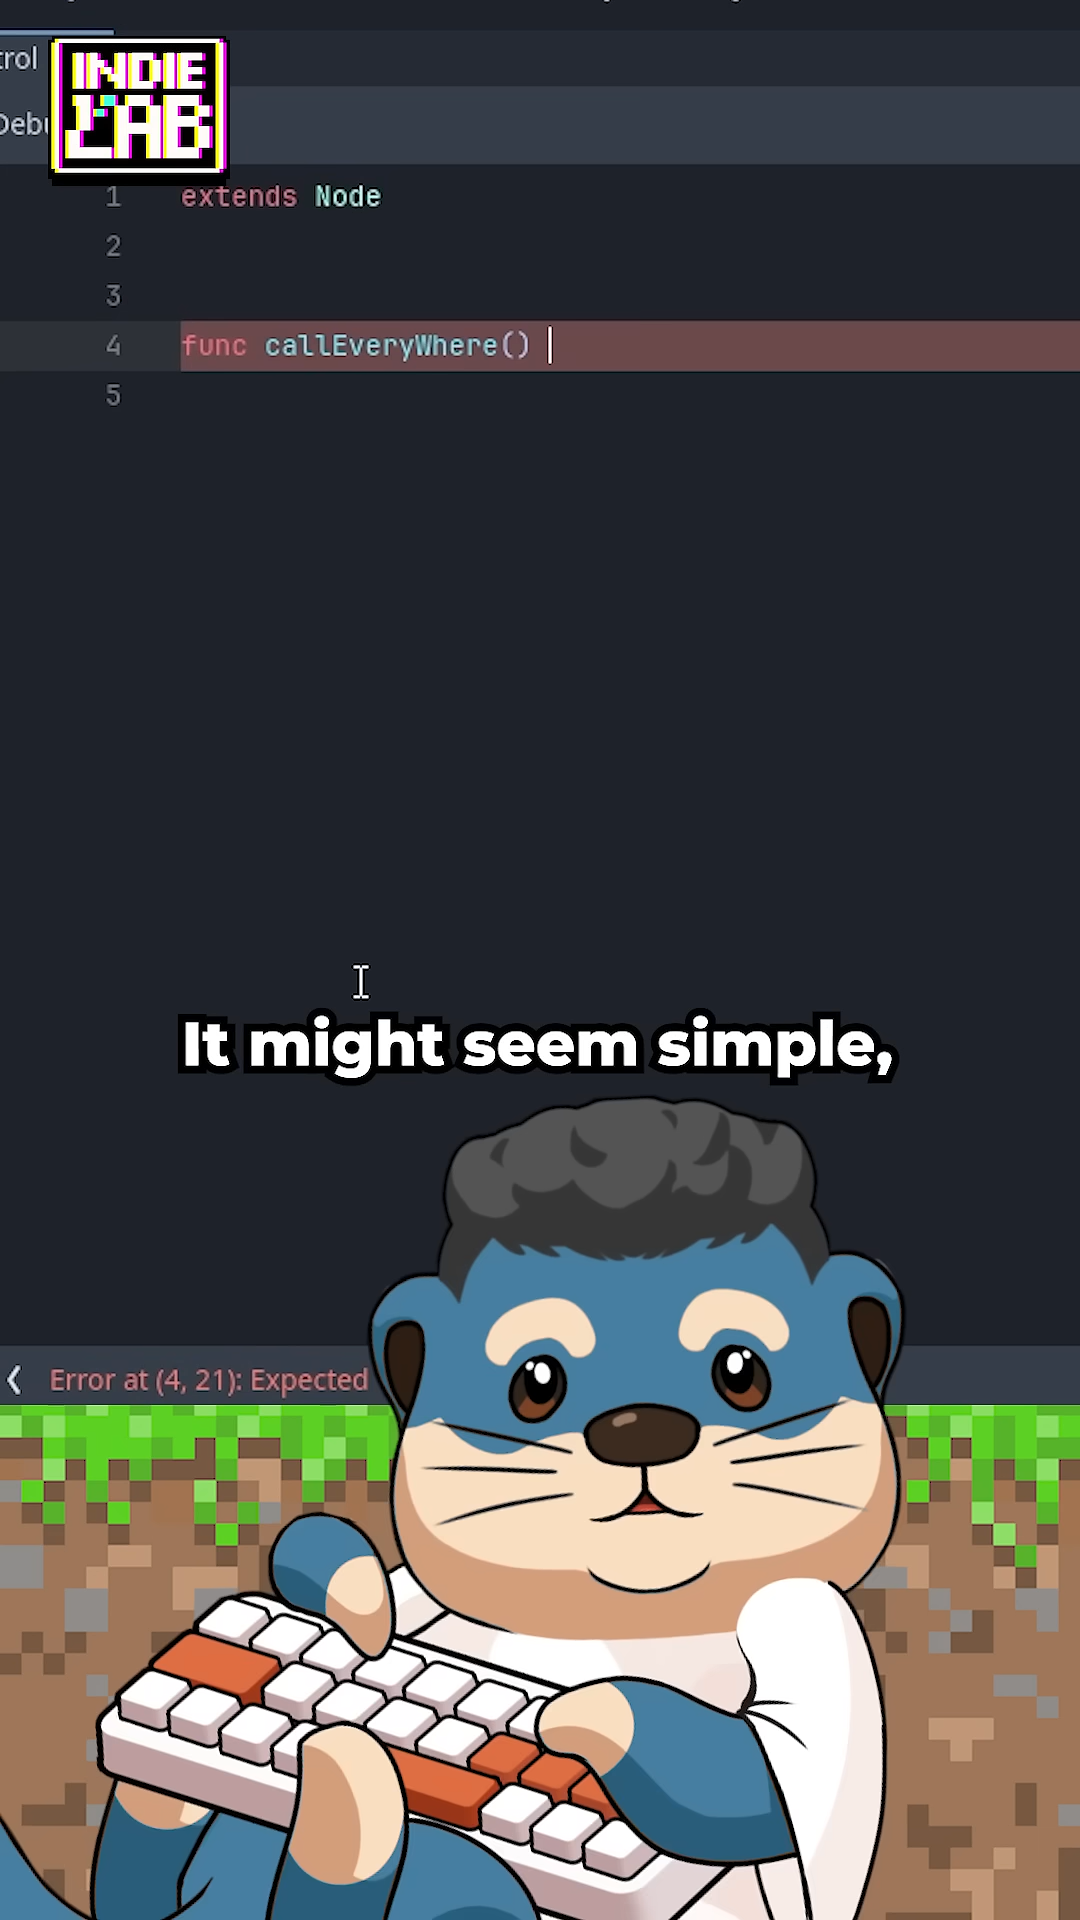 trol
INDIE
LAB
Debu
1 extends Node
2
3
4 func callEveryWhere()
5
It might seem simple,
Error at (4, 21): Expected